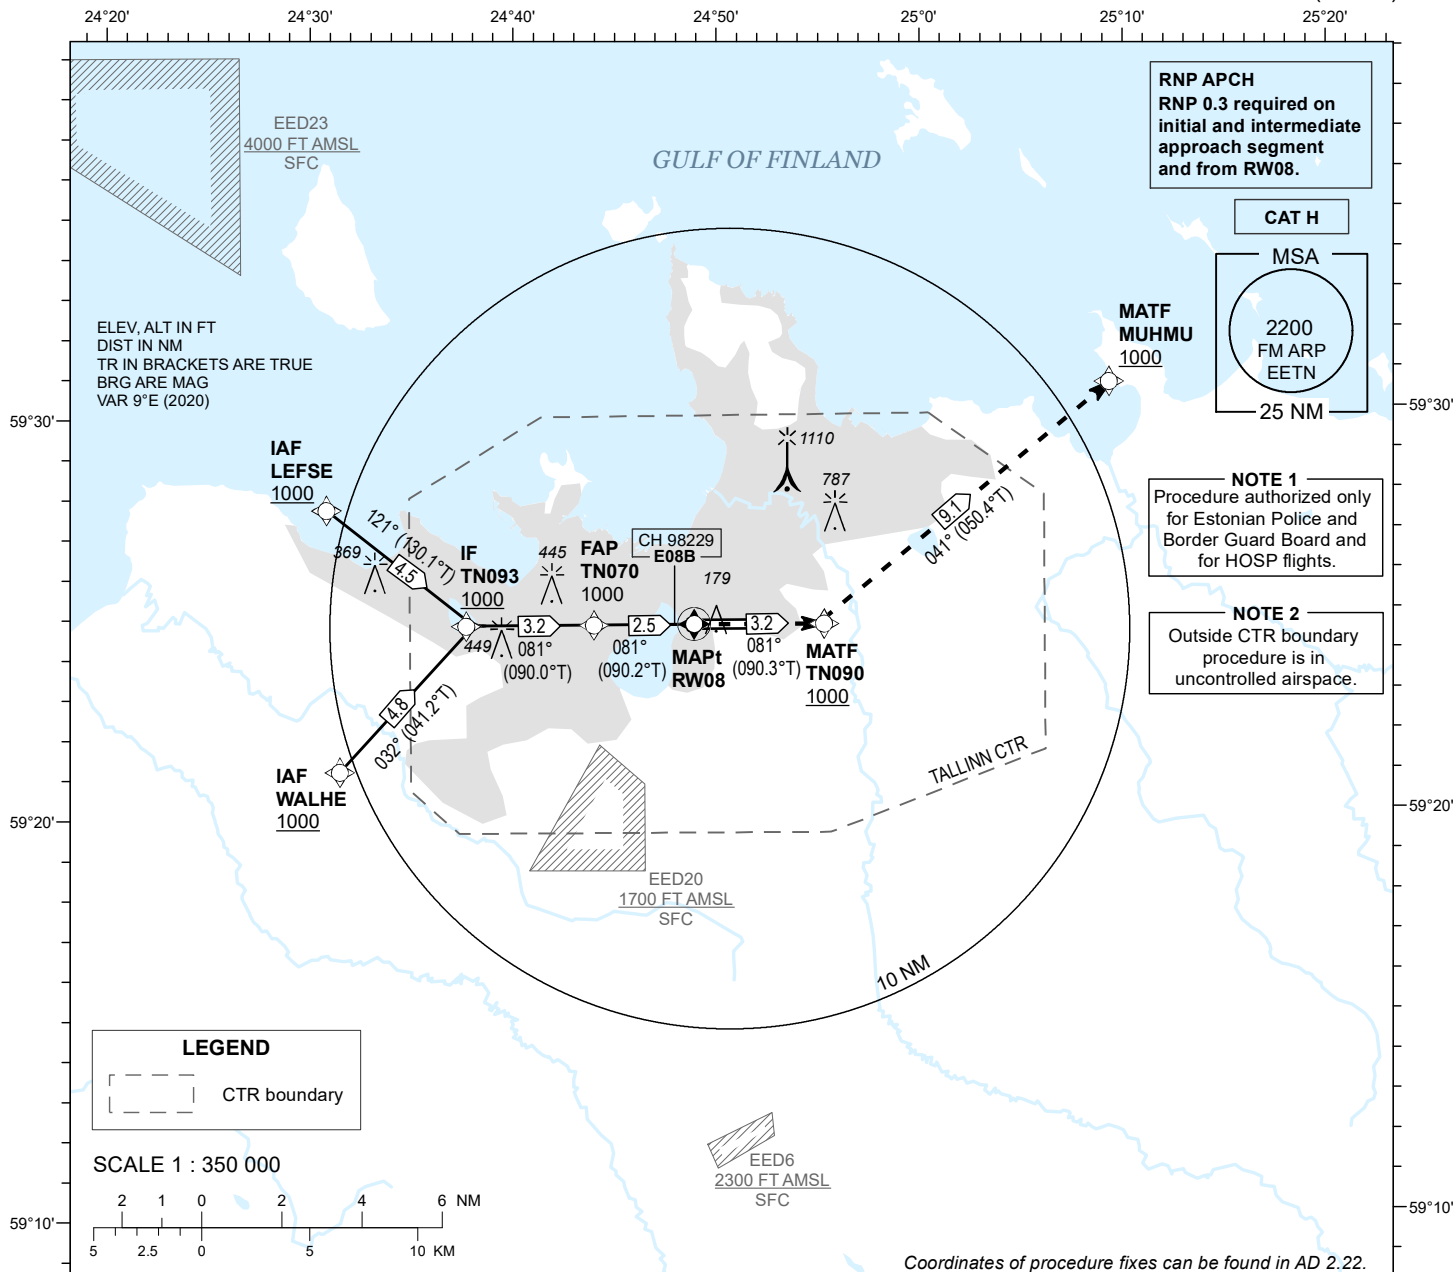 24°20'
24°30'
24°40'
24°50'
25°0'
25°10'
25°20'
RNP APCH
RNP 0.3 required on
initial and intermediate
approach segment
and from RW08.
EED23
4000 FT AMSL
SFC
GULF OF FINLAND
CAT H
MSA
2200
FM ARP
EETN
25 NM
ELEV, ALT IN FT
DIST IN NM
TR IN BRACKETS ARE TRUE
BRG ARE MAG
VAR 9°E (2020)
MATF
MUHMU
1000
59°30'
59°30'
IAF
LEFSE
1000
1110
787
NOTE 1
Procedure authorized only
for Estonian Police and
Border Guard Board and
for HOSP flights.
9.1
041° (050.4°T)
121° (130.1°T)
4.5
369
IF
TN093
1000
445
FAP
TN070
1000
CH 98229
E08B
179
449
3.2
081°
(090.0°T)
2.5
081°
(090.2°T)
MAPt
RW08
3.2
081°
(090.3°T)
MATF
TN090
1000
NOTE 2
Outside CTR boundary
procedure is in
uncontrolled airspace.
4.8
032° (041.2°T)
IAF
WALHE
1000
TALLINN CTR
59°20'
59°20'
EED20
1700 FT AMSL
SFC
10 NM
LEGEND
CTR boundary
SCALE 1 : 350 000
2 1 0 2 4 6 NM
5 2.5 0 5 10 KM
EED6
2300 FT AMSL
SFC
59°10'
59°10'
Coordinates of procedure fixes can be found in AD 2.22.